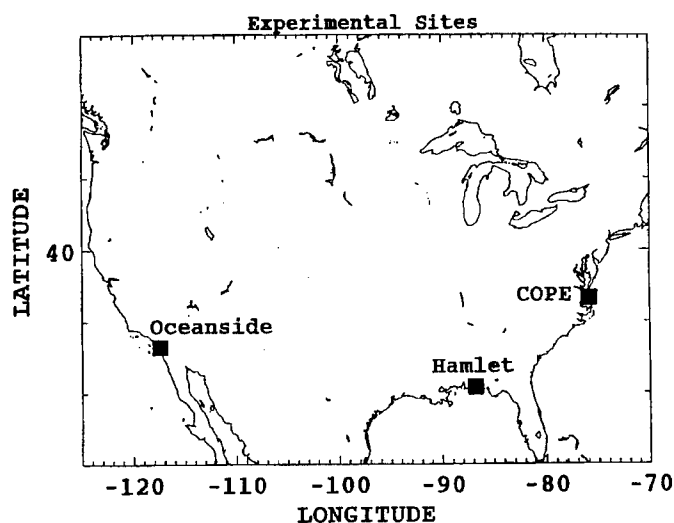 Experimental Sites
LATITUDE
40
COPE
Oceanside
Hamlet
-120 -110 -100 -90 -80 -70
LONGITUDE